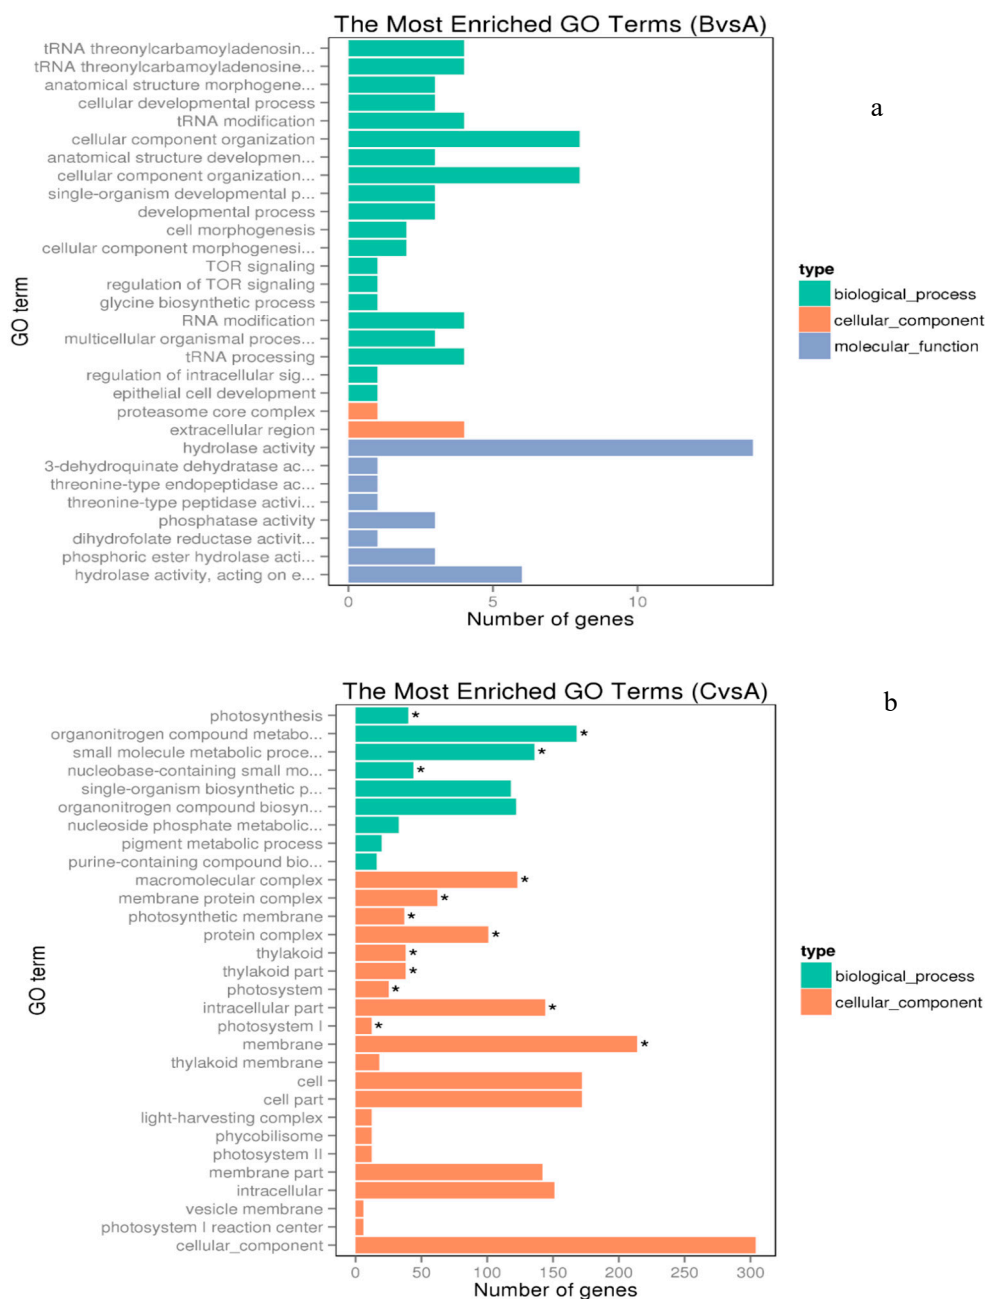 The Most Enriched GO Terms (BvsA)
a
GO term
tRNA threonylcarbamoyladenosin...
tRNA threonylcarbamoyladenosine...
anatomical structure morphogene...
cellular developmental process
tRNA modification
cellular component organization
anatomical structure developmen...
cellular component organization...
single-organism developmental p...
developmental process
cell morphogenesis
cellular component morphogenesi...
TOR signaling
regulation of TOR signaling
glycine biosynthetic process
RNA modification
multicellular organismal proces...
tRNA processing
regulation of intracellular sig...
epithelial cell development
proteasome core complex
extracellular region
hydrolase activity
3-dehydroquinate dehydratase ac...
threonine-type endopeptidase ac...
threonine-type peptidase activi...
phosphatase activity
dihydrofolate reductase activit...
phosphoric ester hydrolase acti...
hydrolase activity, acting on e...
0 5 10
Number of genes
type
biological_process
cellular_component
molecular_function
The Most Enriched GO Terms (CvsA)
b
GO term
photosynthesis *
organonitrogen compound metabo... *
small molecule metabolic proce... *
nucleobase-containing small mo... *
single-organism biosynthetic p...
organonitrogen compound biosyn...
nucleoside phosphate metabolic...
pigment metabolic process
purine-containing compound bio...
macromolecular complex *
membrane protein complex *
photosynthetic membrane *
protein complex *
thylakoid *
thylakoid part *
photosystem *
intracellular part *
photosystem I *
membrane *
thylakoid membrane
cell
cell part
light-harvesting complex
phycobilisome
photosystem II
membrane part
intracellular
vesicle membrane
photosystem I reaction center
cellular_component
0 50 100 150 200 250 300
Number of genes
type
biological_process
cellular_component